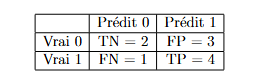 Prédit 0 Prédit 1
Vrai 0 TN = 2 FP = 3
Vrai 1 FN = 1 TP = 4